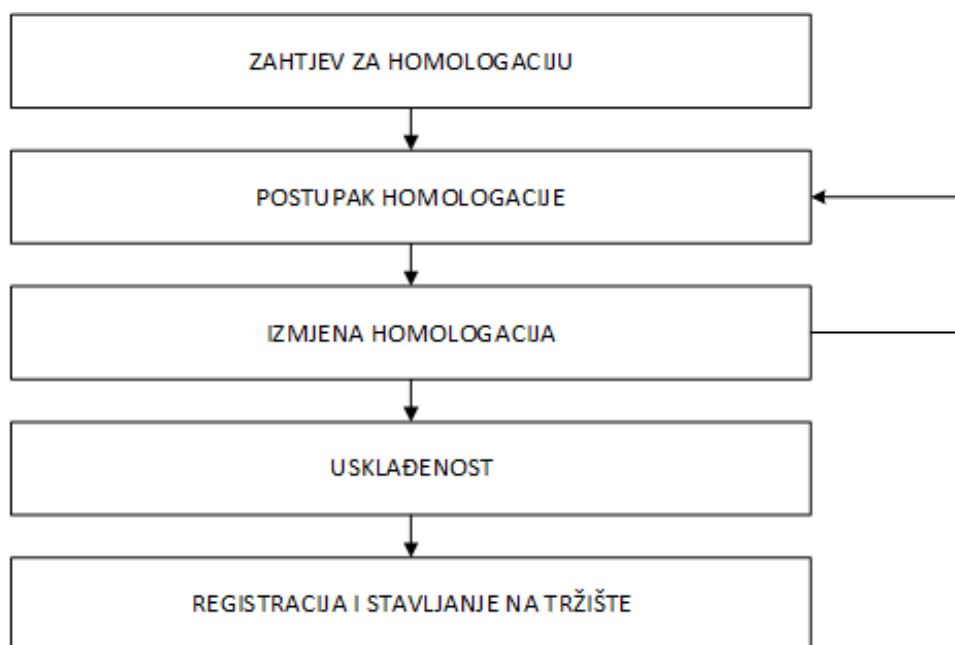 ZAHTJEV ZA HOMOLOGACIJU
POSTUPAK HOMOLOGACIJE
IZMJENA HOMOLOGACIJA
USKLAĐENOST
REGISTRACIJA I STAVLJANJE NA TRŽIŠTE